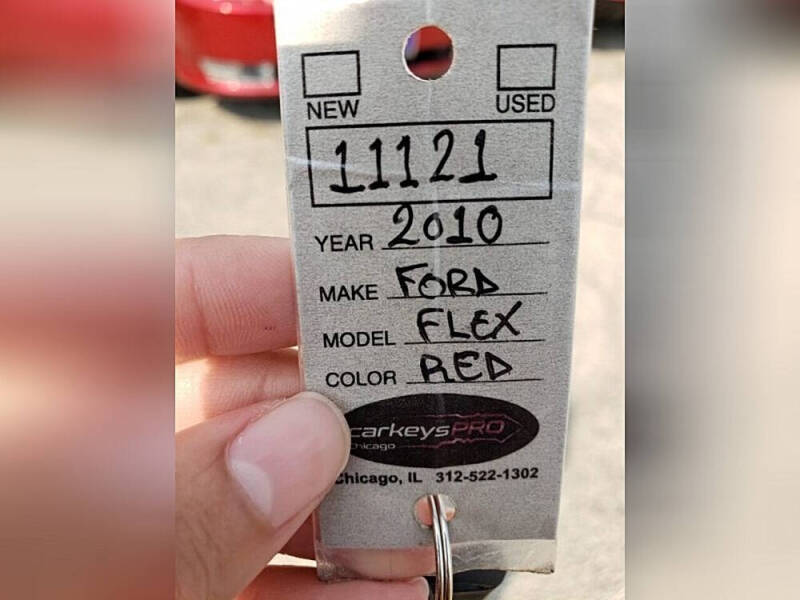 NEW USED
11121
YEAR 2010
MAKE FORD
MODEL FLEX
COLOR RED
carkeysPRO
Chicago
Chicago, IL 312-522-1302